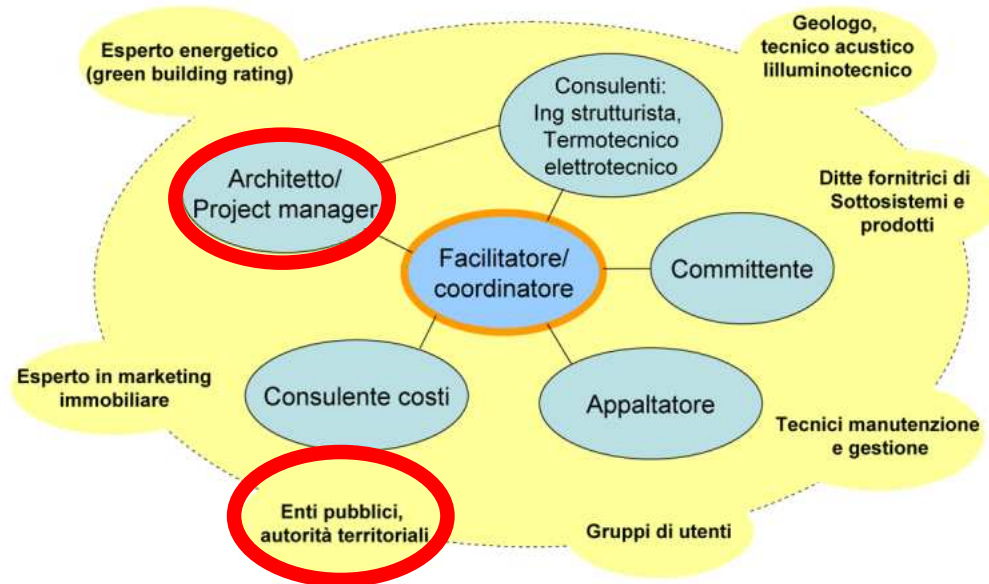 Esperto energetico
(green building rating)
Geologo,
tecnico acustico
lilluminotecnico
Consulenti:
Ing strutturista,
Termotecnico
elettrotecnico
Architetto/
Project manager
Ditte fornitrici di
Sottosistemi e
prodotti
Facilitatore/
coordinatore
Committente
Esperto in marketing
immobiliare
Consulente costi
Appaltatore
Tecnici manutenzione
e gestione
Enti pubblici,
autorità territoriali
Gruppi di utenti